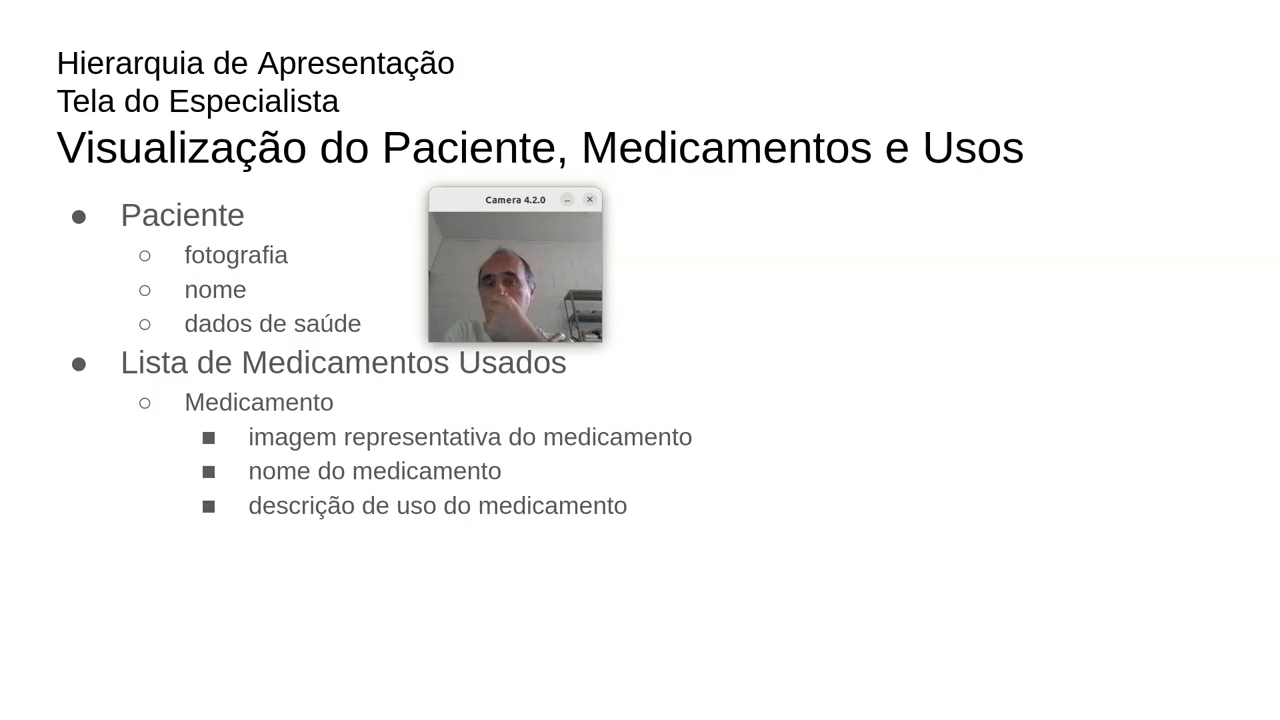 Hierarquia de Apresentação
Tela do Especialista
Visualização do Paciente, Medicamentos e Usos
● Paciente
○ fotografia
○ nome
○ dados de saúde
● Lista de Medicamentos Usados
○ Medicamento
■ imagem representativa do medicamento
■ nome do medicamento
■ descrição de uso do medicamento
Camera 4.2.0